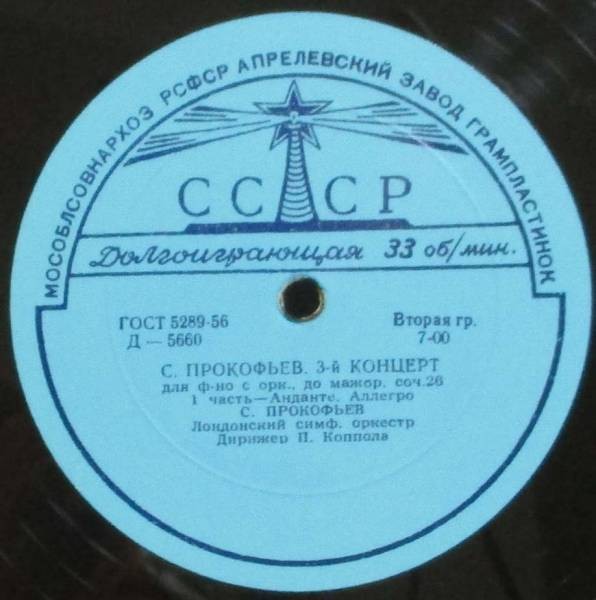 МОСОБЛСОВНАРХОЗ РСФСР АПРЕЛЕВСКИЙ ЗАВОД ГРАМПЛАСТИНОК
СССР
Долгоиграющая 33 об/мин.
ГОСТ 5289-56
Д — 5660
Вторая гр.
7-00
С. ПРОКОФЬЕВ. 3-й КОНЦЕРТ
для ф-но с орк., до мажор, соч. 26
1 часть—Анданте. Аллегро
С. ПРОКОФЬЕВ
Лондонский симф. оркестр
Дирижер П. Коппола